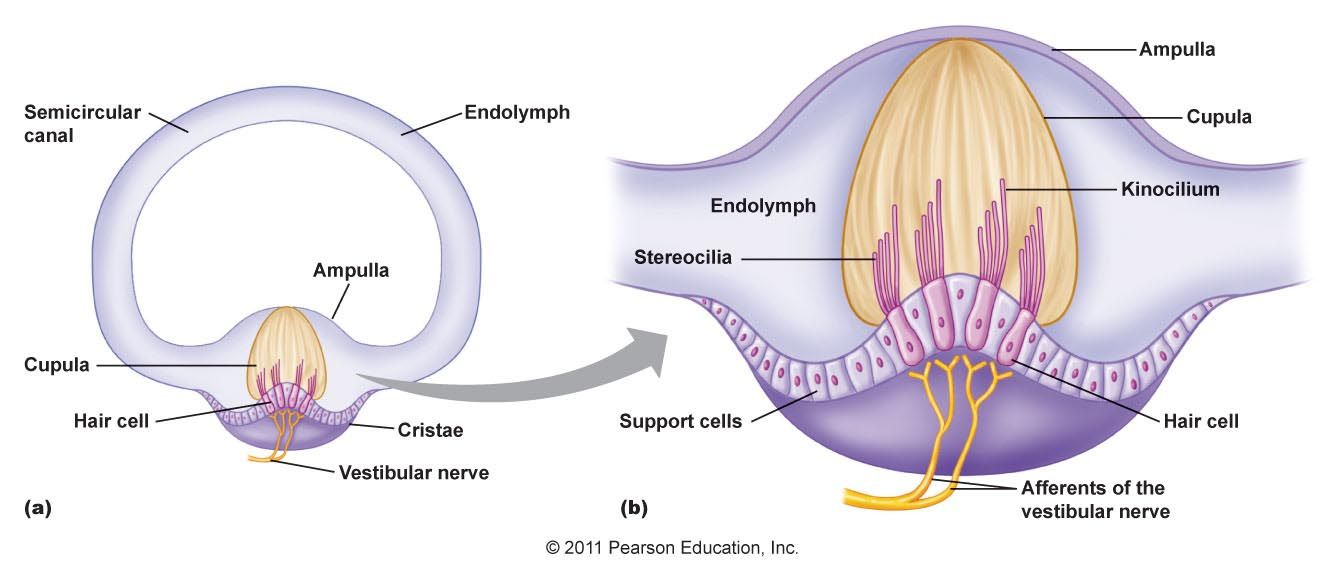 Semicircular
canal
Endolymph
Ampulla
Cupula
Hair cell
Cristae
Vestibular nerve
(a)
Ampulla
Cupula
Kinocilium
Endolymph
Stereocilia
Support cells
Hair cell
Afferents of the
vestibular nerve
(b)
© 2011 Pearson Education, Inc.